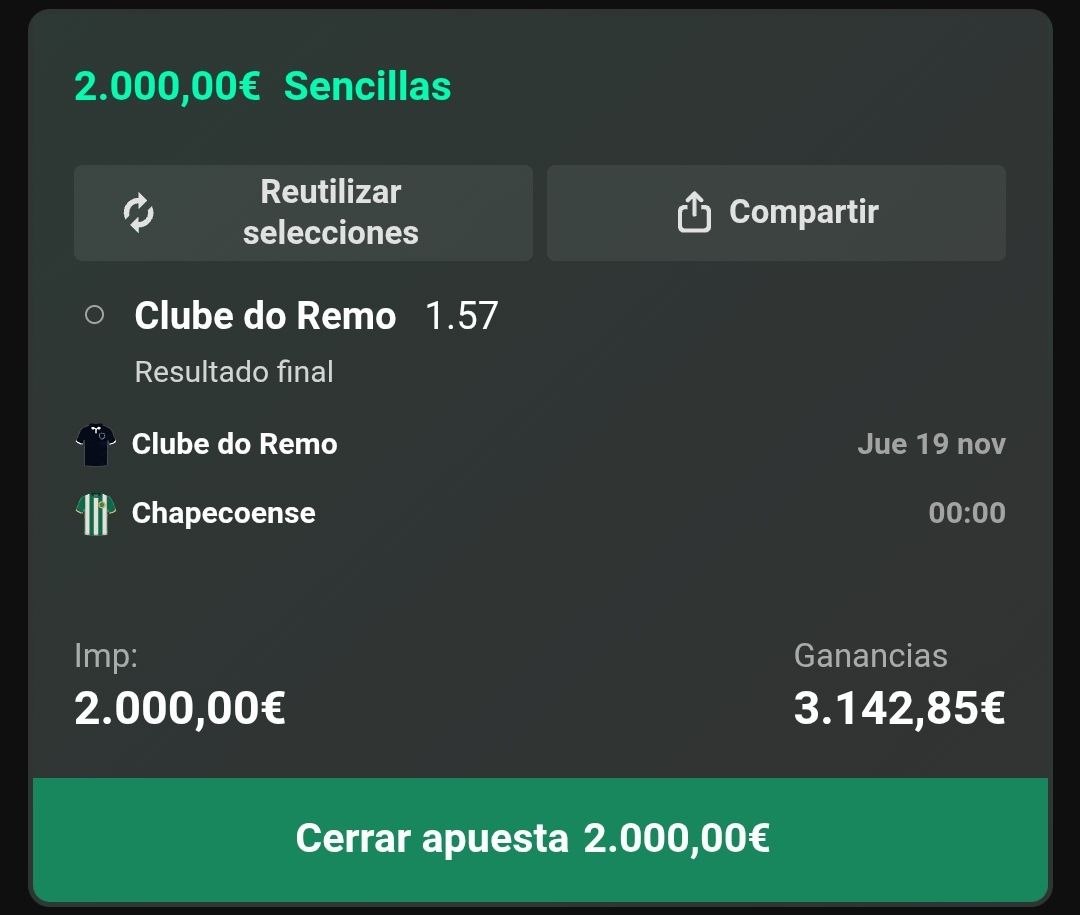 2.000,00€ Sencillas
Reutilizar
selecciones
Compartir
Clube do Remo 1.57
Resultado final
Clube do Remo Jue 19 nov
Chapecoense 00:00
Imp: Ganancias
2.000,00€ 3.142,85€
Cerrar apuesta 2.000,00€